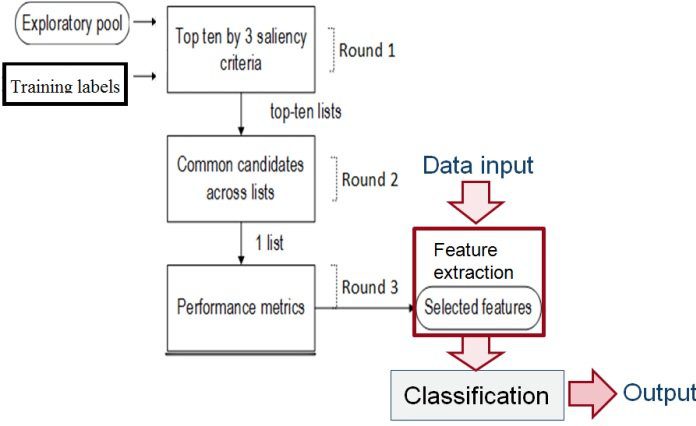 Exploratory pool
Training labels
Top ten by 3 saliency
criteria
Round 1
top-ten lists
Common candidates
across lists
Round 2
1 list
Performance metrics
Round 3
Data input
Feature
extraction
Selected features
Classification
Output